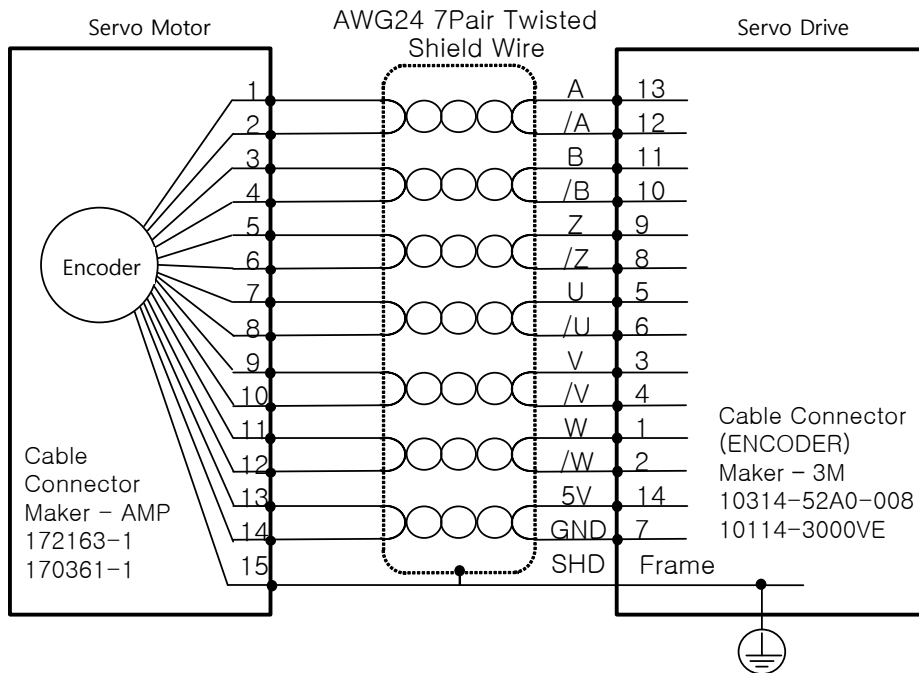 Servo Motor
AWG24 7Pair Twisted
Shield Wire
Servo Drive
1 A 13
2 /A 12
3 B 11
4 /B 10
5 Z 9
6 /Z 8
7 U 5
8 /U 6
9 V 3
10 /V 4
11 W 1
12 /W 2
13 5V 14
14 GND 7
15 SHD Frame
Encoder
Cable
Connector
Maker - AMP
172163-1
170361-1
Cable Connector
(ENCODER)
Maker - 3M
10314-52A0-008
10114-3000VE